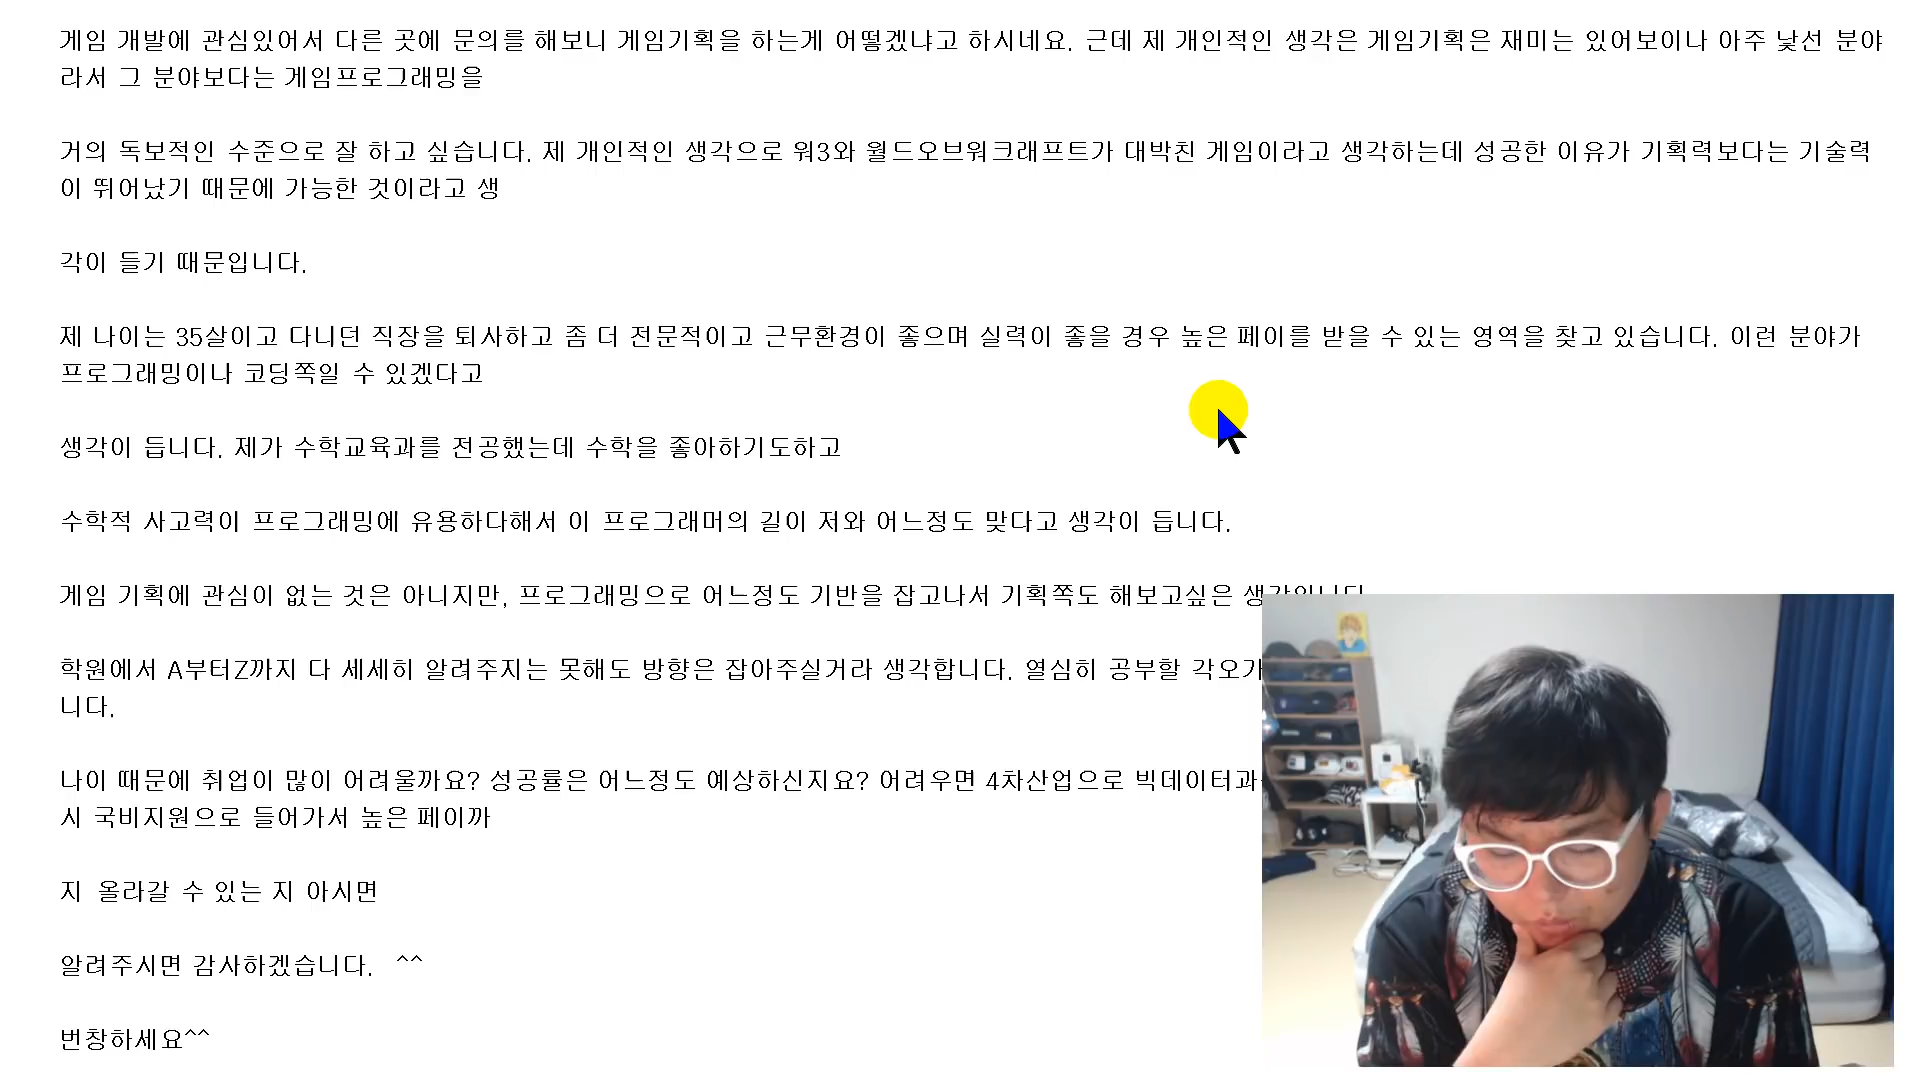 게임 개발에 관심있어서 다른 곳에 문의를 해보니 게임기획을 하는게 어떻겠냐고 하시네요. 근데 제 개인적인 생각은 게임기획은 재미는 있어보이나 아주 낯선 분야
라서 그 분야보다는 게임프로그래밍을
거의 독보적인 수준으로 잘 하고 싶습니다. 제 개인적인 생각으로 워3와 월드오브워크래프트가 대박친 게임이라고 생각하는데 성공한 이유가 기획력보다는 기술력
이 뛰어났기 때문에 가능한 것이라고 생
각이 들기 때문입니다.
제 나이는 35살이고 다니던 직장을 퇴사하고 좀 더 전문적이고 근무환경이 좋으며 실력이 좋을 경우 높은 페이를 받을 수 있는 영역을 찾고 있습니다. 이런 분야가
프로그래밍이나 코딩쪽일 수 있겠다고
생각이 듭니다. 제가 수학교육과를 전공했는데 수학을 좋아하기도하고
수학적 사고력이 프로그래밍에 유용하다해서 이 프로그래머의 길이 저와 어느정도 맞다고 생각이 듭니다.
게임 기획에 관심이 없는 것은 아니지만, 프로그래밍으로 어느정도 기반을 잡고나서 기획쪽도 해보고싶은 생각입니다
학원에서 A부터Z까지 다 세세히 알려주지는 못해도 방향은 잡아주실거라 생각합니다. 열심히 공부할 각오가
니다.
나이 때문에 취업이 많이 어려울까요? 성공률은 어느정도 예상하신지요? 어려우면 4차산업으로 빅데이터과
시 국비지원으로 들어가서 높은 페이까
지 올라갈 수 있는 지 아시면
알려주시면 감사하겠습니다. ^^
번창하세요^^